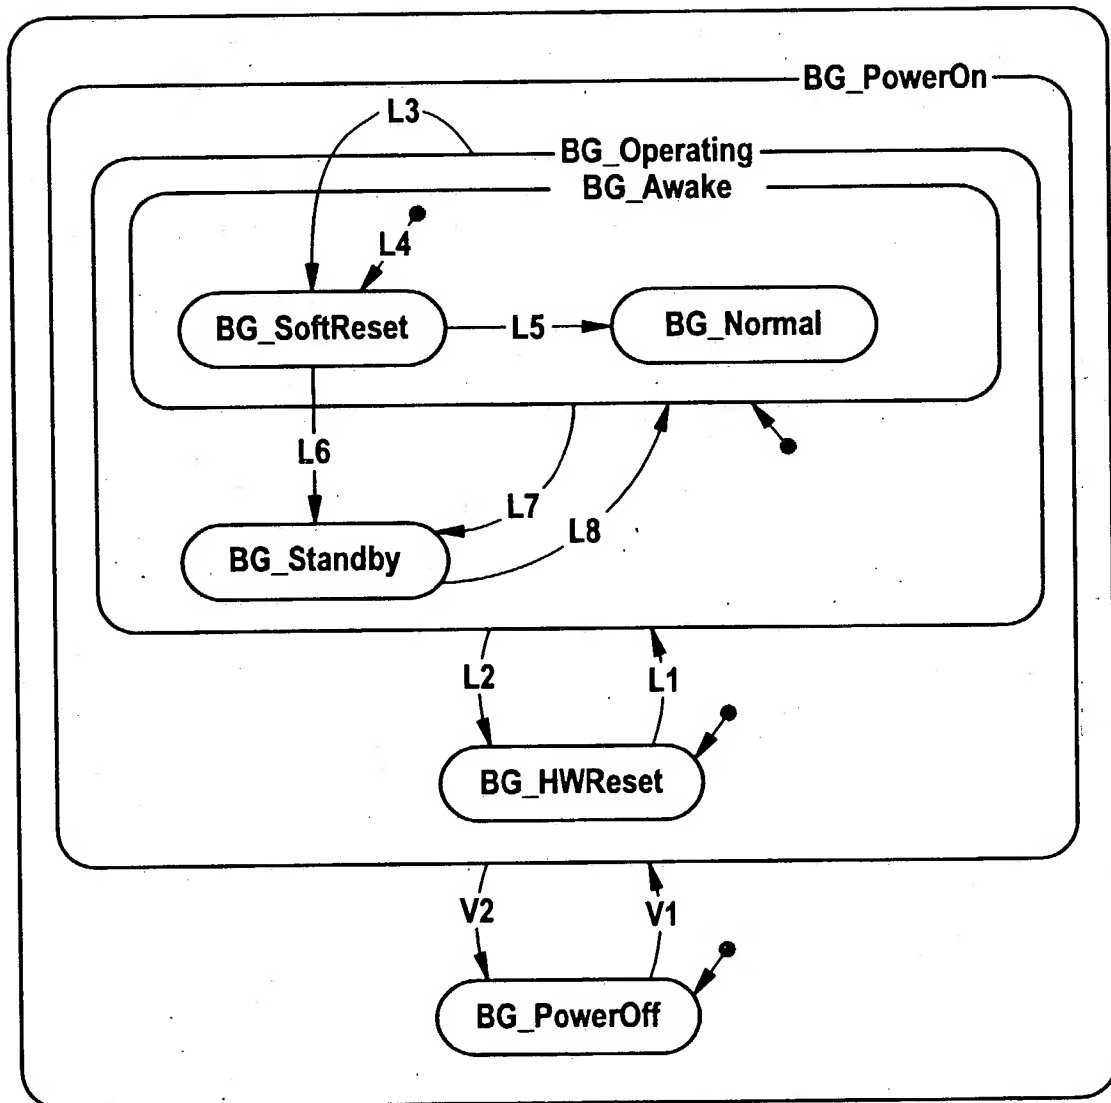 BG_PowerOn
L3
BG_Operating
BG_Awake
L4
BG_SoftReset
L5
BG_Normal
L6
L7
L8
BG_Standby
L2
L1
BG_HWReset
V2
V1
BG_PowerOff